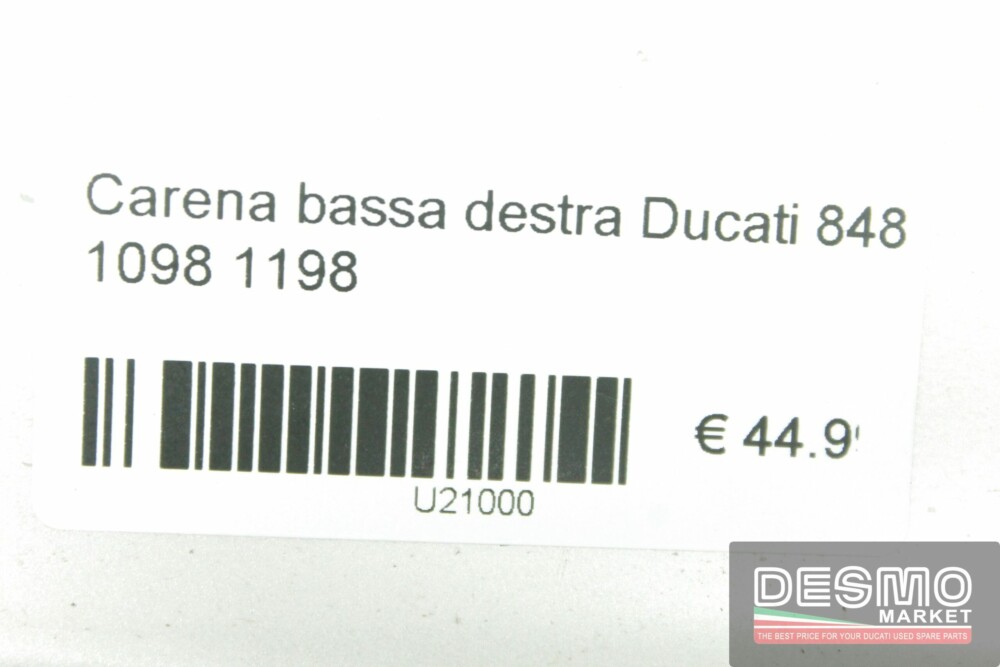 Carena bassa destra Ducati 848
1098 1198
€ 44.9
U21000
DESMO
MARKET
THE BEST PRICE FOR YOUR DUCATI USED SPARE PARTS